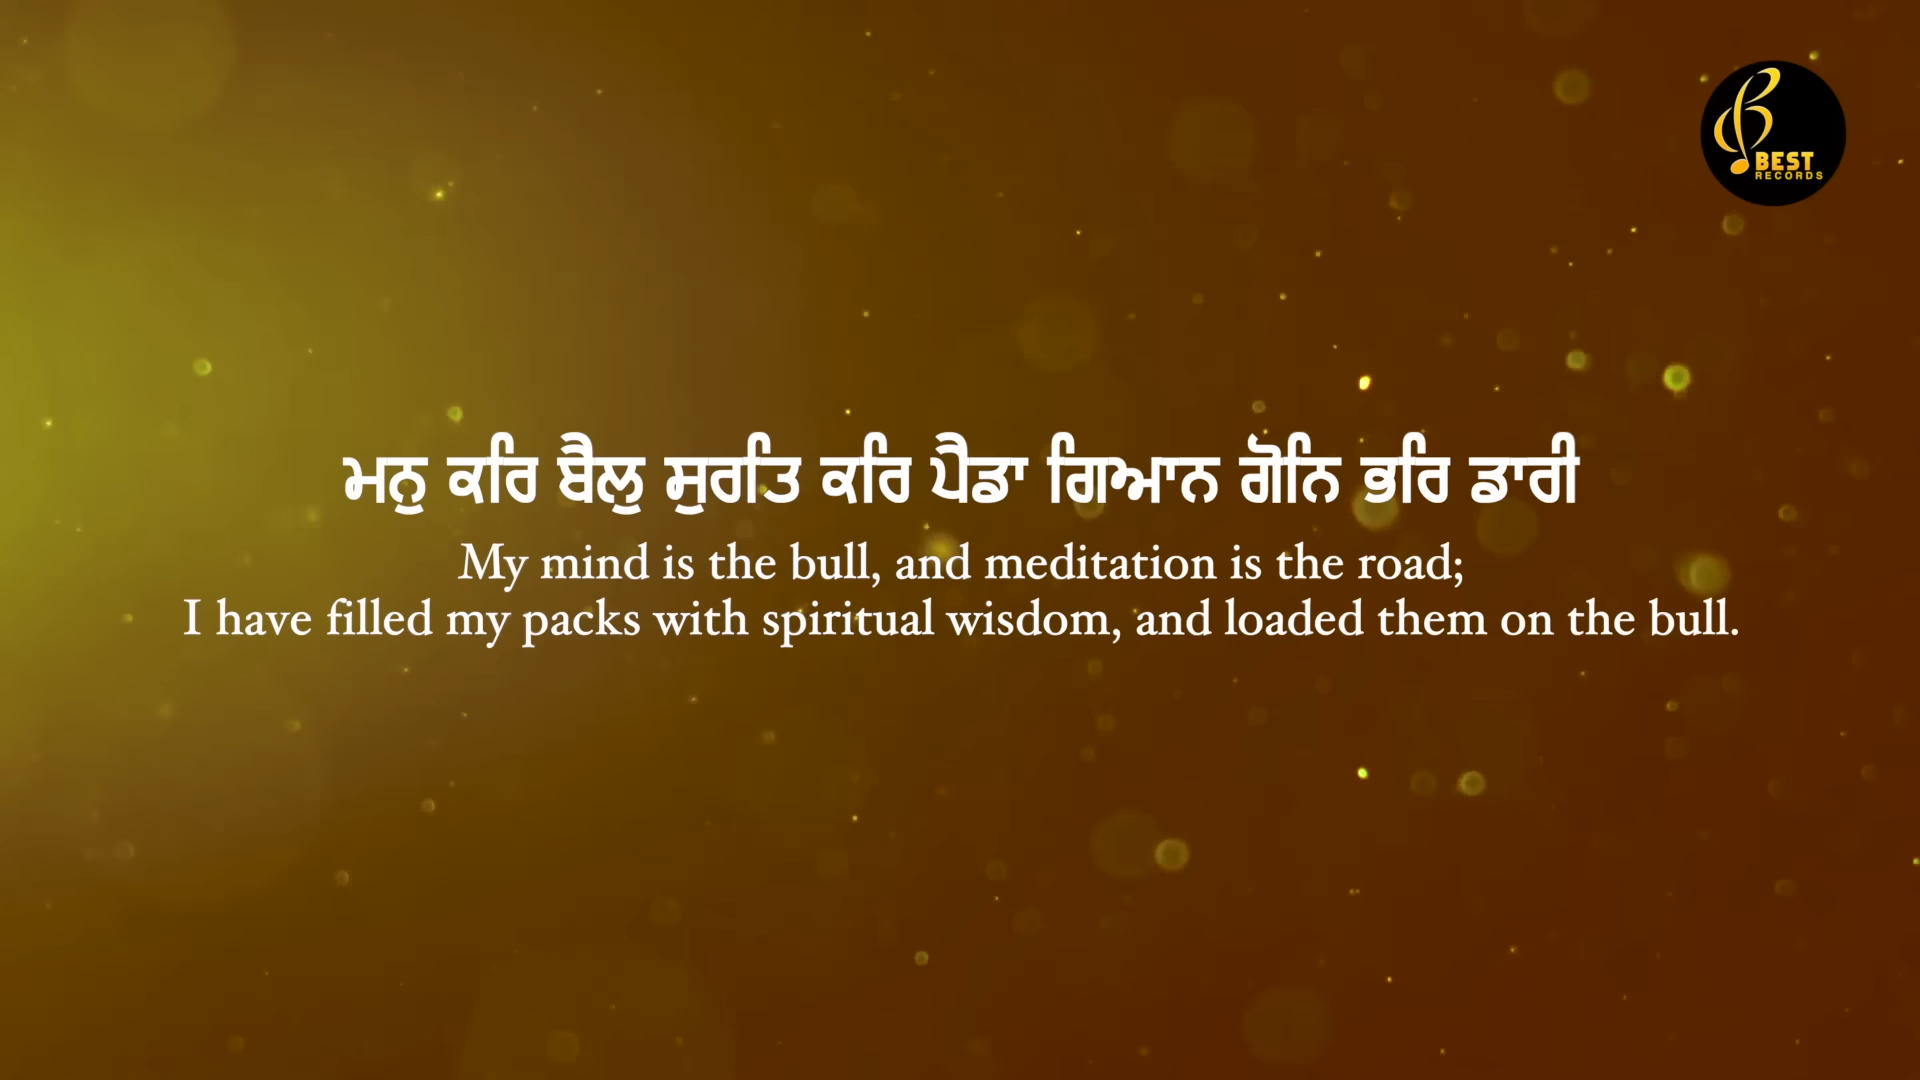 BEST
RECORDS
ਮਨੁ ਕਰਿ ਬੈਲੁ ਸੁਰਤਿ ਕਰਿ ਪੈਡਾ ਗਿਆਨ ਗੋਨਿ ਭਰਿ ਡਾਰੀ
My mind is the bull, and meditation is the road;
I have filled my packs with spiritual wisdom, and loaded them on the bull.